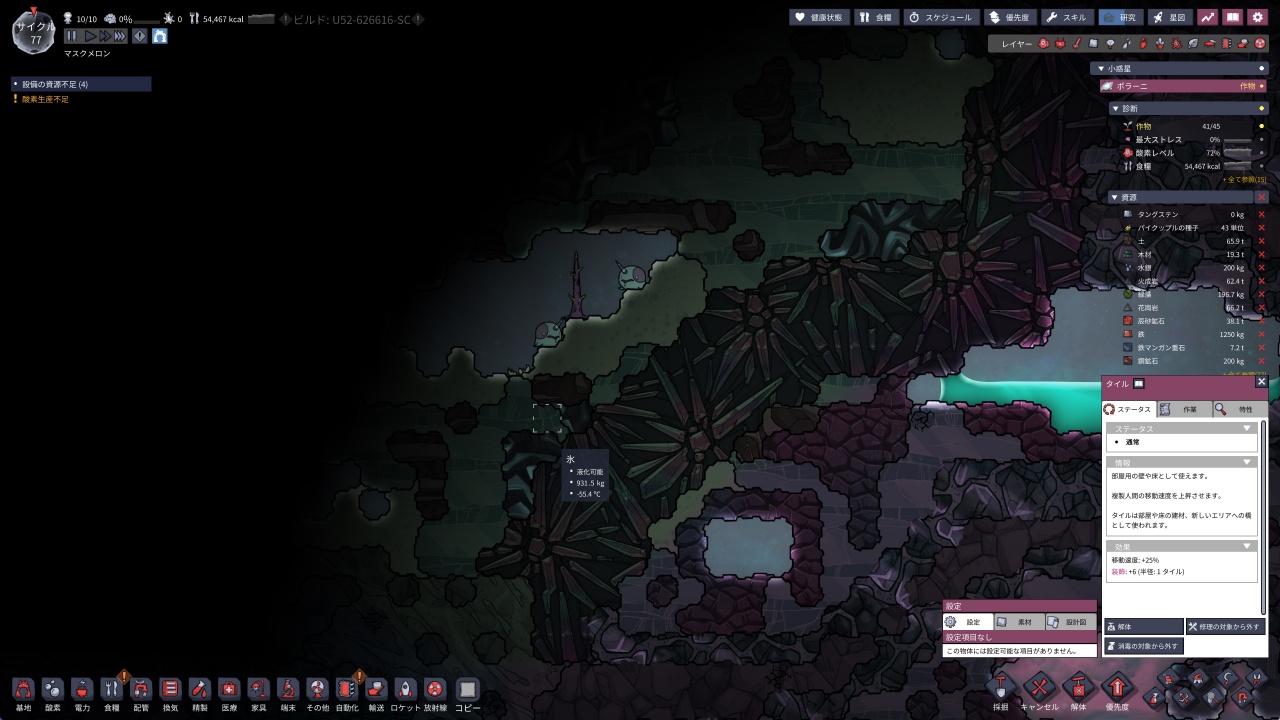 サイクル
77
10/10
0%
0
54,467 kcal
ビルド: U52-626616-SC
マスクメロン
設備の資源不足 (4)
酸素生産不足
健康状態
食糧
スケジュール
優先度
スキル
研究
星図
レイヤー
小惑星
ボラーニ
作物
診断
作物 41/45
最大ストレス 0%
酸素レベル 72%
食糧 54,467 kcal
+ 全て参照(15)
資源
タングステン 0 kg
バイクップルの種子 43 単位
土 65.9 t
木材 19.3 t
水銀 200 kg
火成岩 62.4 t
緑藻 196.7 kg
花崗岩 66.2 t
辰砂鉱石 38.1 t
鉄 1250 kg
鉄マンガン重石 7.2 t
銅鉱石 200 kg
タイル
ステータス
作業
特性
ステータス
• 通常
情報
部屋用の壁や床として使えます。
複製人間の移動速度を上昇させます。
タイルは部屋や床の建材、新しいエリアへの橋
として使われます。
効果
移動速度: +25%
装飾: +6 (半径: 1 タイル)
解体
修理の対象から外す
消毒の対象から外す
氷
• 液化可能
• 931.5 kg
• -55.4 °C
設定
設定
素材
設計図
設定項目なし
この物体には設定可能な項目がありません。
基地
酸素
電力
食糧
配管
換気
精製
医療
家具
端末
その他
自動化
輸送
ロケット
放射線
コピー
採掘
キャンセル
解体
優先度